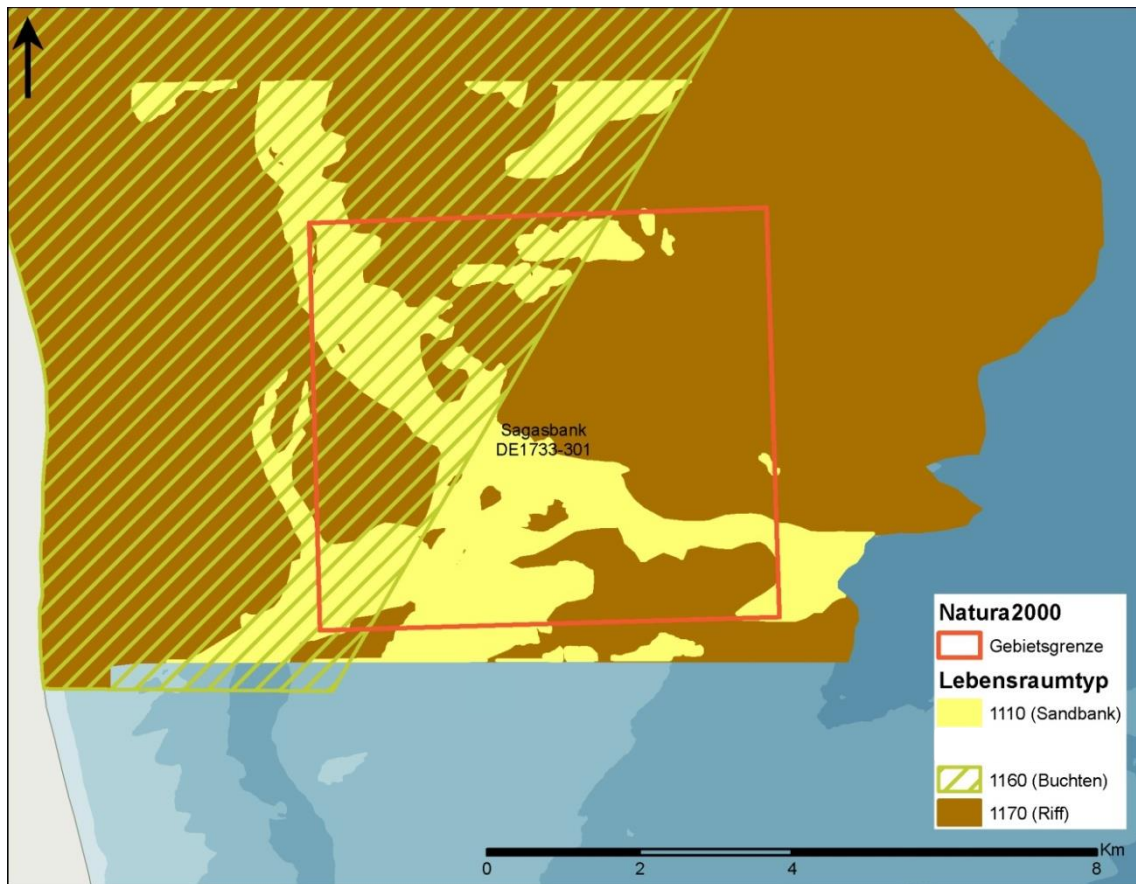 Sagasbank
DE1733-301
Natura2000
Gebietsgrenze
Lebensraumtyp
1110 (Sandbank)
1160 (Buchten)
1170 (Riff)
Km
0 2 4 8